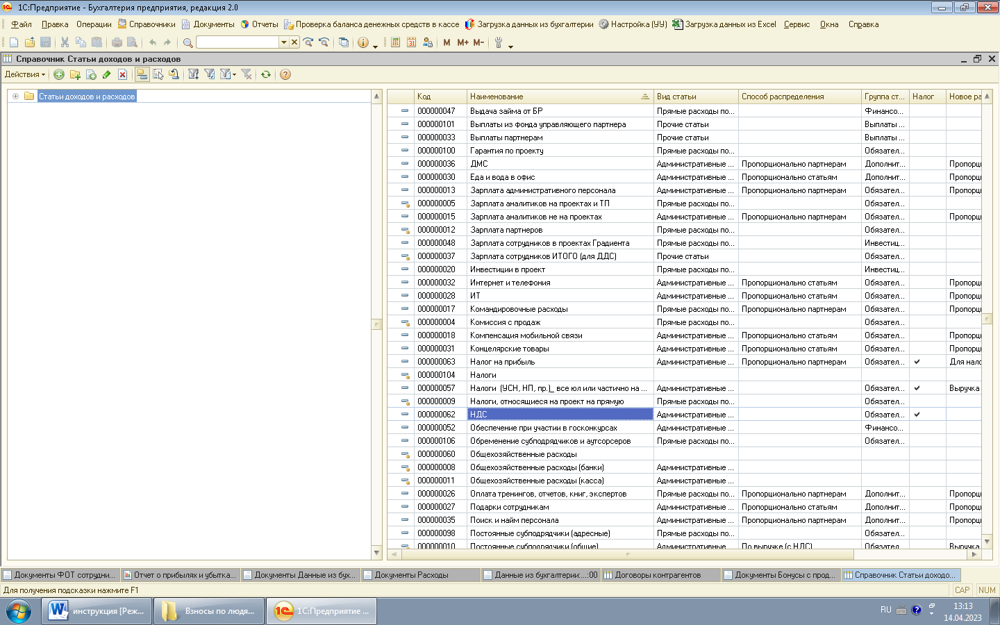 1С:Предприятие - Бухгалтерия предприятия, редакция 2.0
Файл Правка Операции Справочники Документы Отчеты Проверка баланса денежных средств в кассе Загрузка данных из бухгалтерии Настройка (УУ) Загрузка данных из Excel Сервис Окна Справка
M M+ M-
Справочник Статьи доходов и расходов
Действия
Статьи доходов и расходов
Код Наименование Вид статьи Способ распределения Группа ст... Налог Новое ра
000000047 Выдача займа от БР Прямые расходы по... Финансо...
000000101 Выплаты из фонда управляющего партнера Прочие статьи Выплаты ...
000000033 Выплаты партнерам Прочие статьи Выплаты ...
000000100 Гарантия по проекту Прямые расходы по... Обязател...
000000036 ДМС Административные ... Пропорционально партнерам Дополнит... Пропорц
000000030 Еда и вода в офис Административные ... Пропорционально статьям Дополнит... Пропорц
000000013 Зарплата административного персонала Административные ... Пропорционально партнерам Обязател... Пропорц
000000005 Зарплата аналитиков на проектах и ТП Прямые расходы по... Обязател...
000000015 Зарплата аналитиков не на проектах Административные ... Пропорционально партнерам Обязател... Пропорц
000000012 Зарплата партнеров Прямые расходы по... Обязател...
000000048 Зарплата сотрудников в проектах Градиента Прямые расходы по... Инвестиц...
000000037 Зарплата сотрудников ИТОГО (для ДДС) Прочие статьи Обязател...
000000020 Инвестиции в проект Прямые расходы по... Инвестиц...
000000032 Интернет и телефония Административные ... Пропорционально статьям Обязател... Пропорц
000000028 ИТ Административные ... Пропорционально статьям Обязател... Пропорц
000000017 Командировочные расходы Прямые расходы по... Пропорционально партнерам Обязател... Пропорц
000000004 Комиссия с продаж Прямые расходы по... Обязател...
000000018 Компенсация мобильной связи Административные ... Пропорционально статьям Обязател... Пропорц
000000031 Концелярские товары Административные ... Пропорционально статьям Обязател... Пропорц
000000063 Налог на прибыль Административные ... Пропорционально партнерам Обязател... ✔ Для нало
000000104 Налоги
000000057 Налоги (УСН, НП, пр.)_ все юл или частично на ... Административные ... Обязател... ✔ Выручка
000000009 Налоги, относящиеся на проект на прямую Прямые расходы по... Обязател...
000000062 НДС Административные ... Обязател... ✔
000000052 Обеспечение при участии в госконкурсах Административные ... Финансо...
000000106 Обременение субподрядчиков и аутсорсеров Прямые расходы по... Обязател...
000000060 Общехозяйственные расходы
000000008 Общехозяйственные расходы (банки) Административные ...
000000011 Общехозяйственные расходы (касса) Административные ...
000000026 Оплата тренингов, отчетов, книг, экспертов Прямые расходы по... Пропорционально партнерам Дополнит... Пропорц
000000027 Подарки сотрудникам Административные ... Пропорционально статьям Дополнит... Пропорц
000000035 Поиск и найм персонала Административные ... Пропорционально партнерам Дополнит... Пропорц
000000098 Постоянные субподрядчики (адресные) Прямые расходы по... Обязател...
000000010 Постоянные субподрядчики (общие) Административные ... По выручке (с НДС) Обязател... Выручка
Документы ФОТ сотрудни... Отчет о прибылях и убытка... Документы Данные из бух... Документы Расходы Данные из бухгалтерии:...:00 Договоры контрагентов Документы Бонусы с прод... Справочник Статьи доходо...
Для получения подсказки нажмите F1 CAP NUM
инструкция [Реж... Взносы по людя... 1С:Предприятие ... RU 13:13
14.04.2023